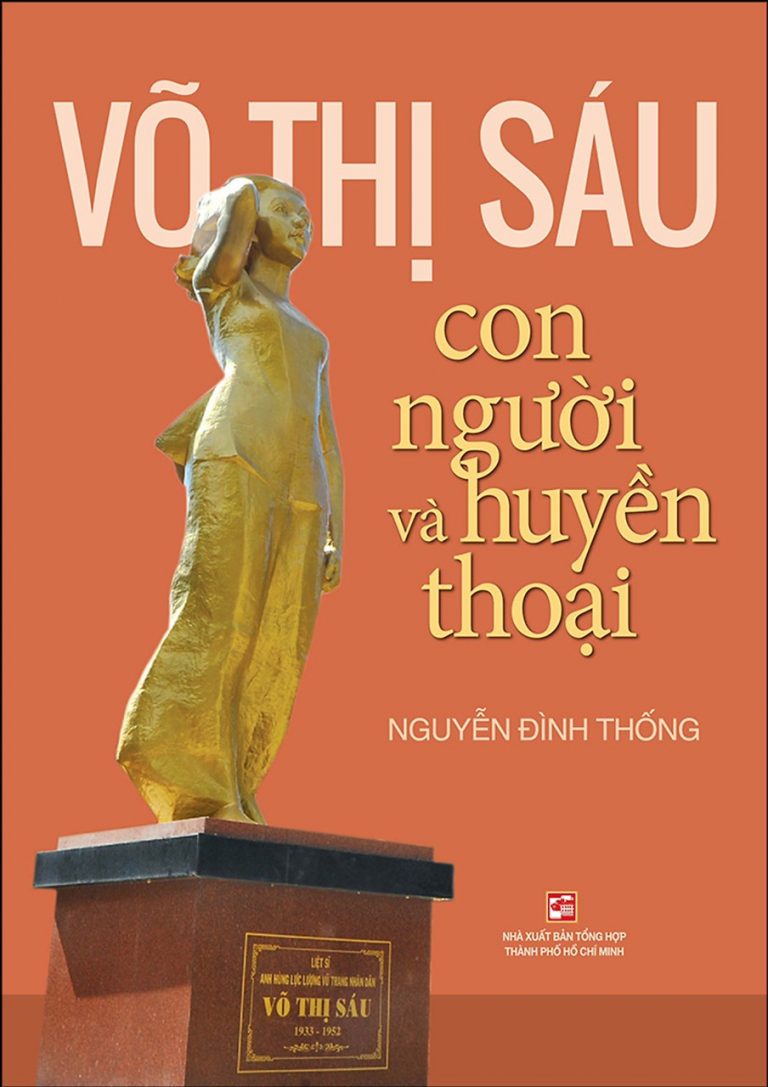 VÕ THỊ SÁU
con
người
và huyền
thoại
NGUYỄN ĐÌNH THỐNG
NHÀ XUẤT BẢN TỔNG HỢP
THÀNH PHỐ HỒ CHÍ MINH
LIỆT SĨ
ANH HÙNG LỰC LƯỢNG VŨ TRANG NHÂN DÂN
VÕ THỊ SÁU
1933 - 1952